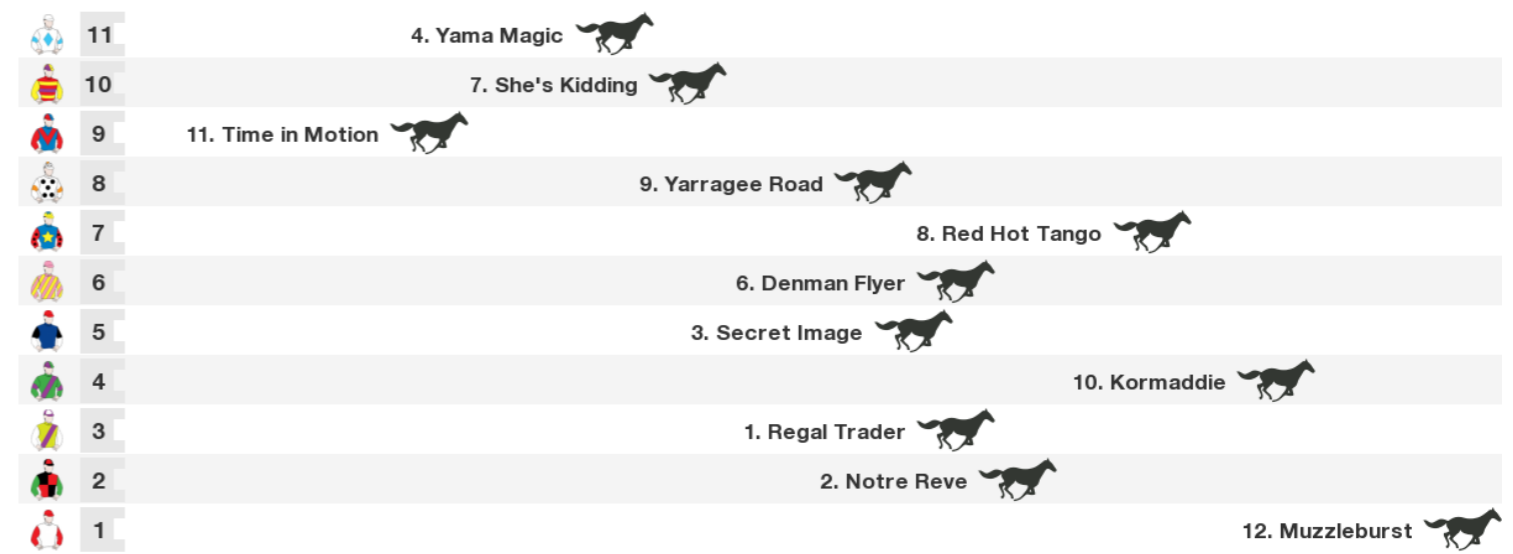 11 4. Yama Magic
10 7. She's Kidding
9 11. Time in Motion
8 9. Yarragee Road
7 8. Red Hot Tango
6 6. Denman Flyer
5 3. Secret Image
4 10. Kormaddie
3 1. Regal Trader
2 2. Notre Reve
1 12. Muzzleburst